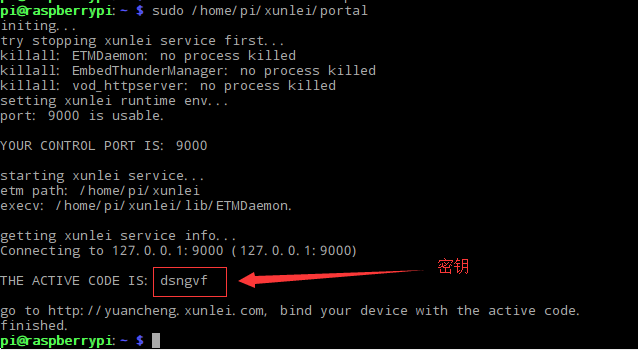 pi@raspberrypi:~ $ sudo /home/pi/xunlei/portal
initing...
try stopping xunlei service first...
killall: ETMDaemon: no process killed
killall: EmbedThunderManager: no process killed
killall: vod_httpserver: no process killed
setting xunlei runtime env...
port: 9000 is usable.
YOUR CONTROL PORT IS: 9000
starting xunlei service...
etm path: /home/pi/xunlei
execv: /home/pi/xunlei/lib/ETMDaemon.
getting xunlei service info...
Connecting to 127.0.0.1:9000 (127.0.0.1:9000)
THE ACTIVE CODE IS: dsngvf
密钥
go to http://yuancheng.xunlei.com, bind your device with the active code.
finished.
pi@raspberrypi:~ $